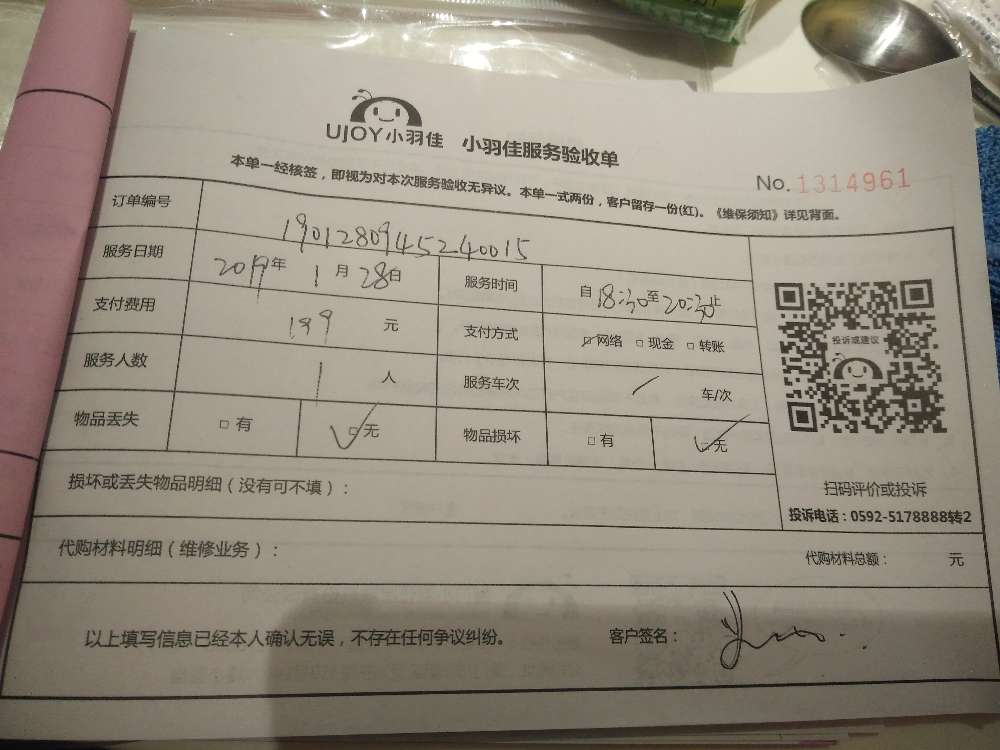 UJOY小羽佳 小羽佳服务验收单
No. 1314961
本单一经核签，即视为对本次服务验收无异议。本单一式两份，客户留存一份(红)。《维保须知》详见背面。
订单编号 1901280945240015
服务日期 2019年 1月 28日 服务时间 自18:30至20:30止
支付费用 199 元 支付方式 ☑网络 □现金 □转账
服务人数 1 人 服务车次 / 车/次
物品丢失 □有 ☑无 物品损坏 □有 ☑无
投诉或建议
扫码评价或投诉
投诉电话：0592-5178888转2
损坏或丢失物品明细（没有可不填）：
代购材料明细（维修业务）： 代购材料总额： 元
以上填写信息已经本人确认无误，不存在任何争议纠纷。 客户签名：